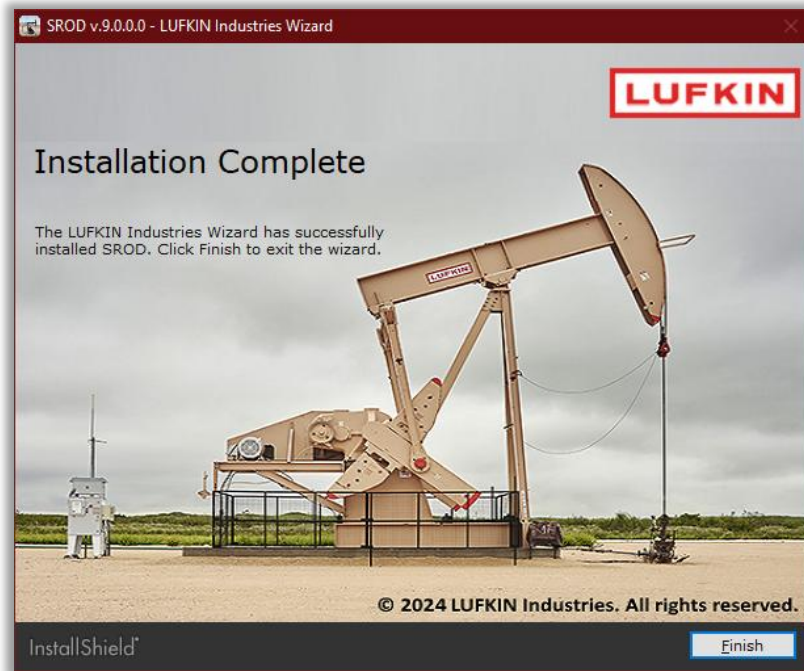 SROD v.9.0.0.0 - LUFKIN Industries Wizard
LUFKIN
Installation Complete
The LUFKIN Industries Wizard has successfully
installed SROD. Click Finish to exit the wizard.
LUFKIN
© 2024 LUFKIN Industries. All rights reserved.
InstallShield
Finish